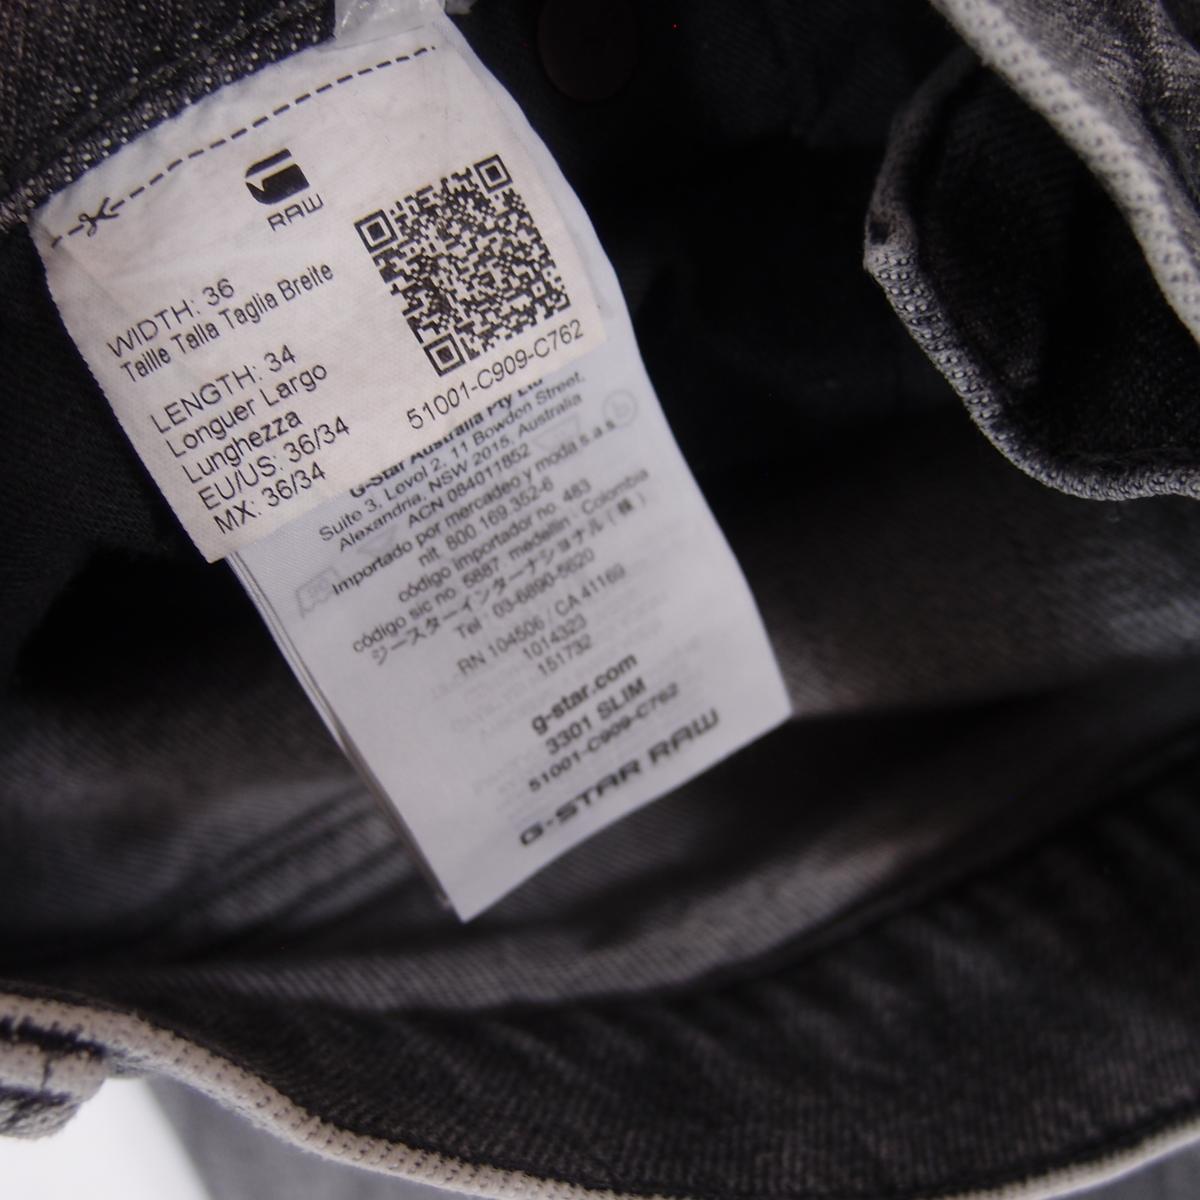 RAW
WIDTH: 36
Taille Talla Taglia Breite
LENGTH: 34
Longuer Largo
Lunghezza
EU/US: 36/34
MX: 36/34
51001-C909-C762
G-Star Australia Pty Ltd
Suite 3, Level 2, 11 Bowdon Street,
Alexandria, NSW 2015, Australia
ACN 084011852
Importado por mercadeo y moda s.a.s
nit. 800.169.352-6
código importador no. 483
código sic no. 5887. medellin - Colombia
ジースターインターナショナル(株)
Tel : 03-6890-5620
RN 104506 / CA 41169
1014323
151732
g-star.com
3301 SLIM
51001-C909-C762
G-STAR RAW